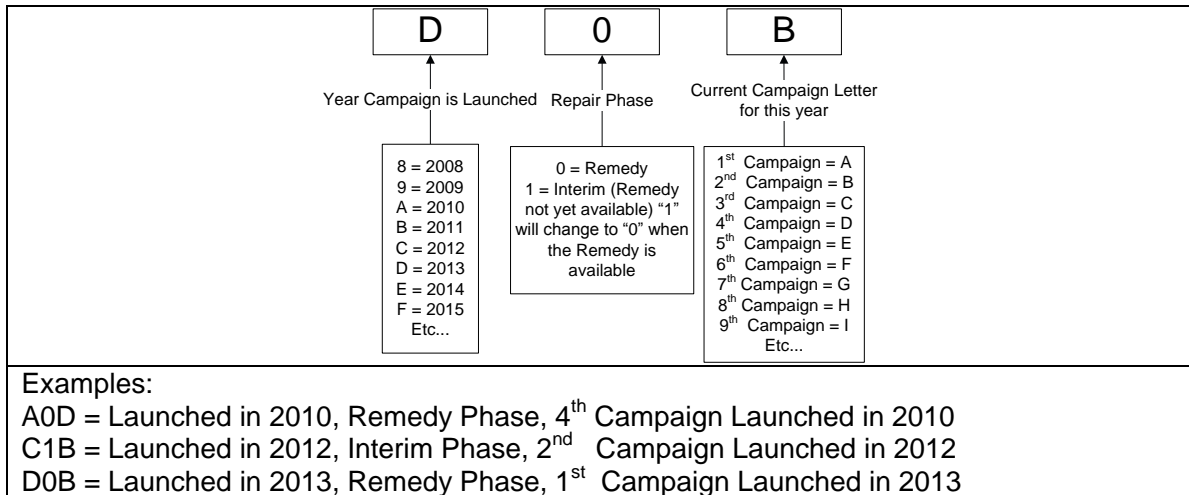 D 0 B
Year Campaign is Launched
Repair Phase
Current Campaign Letter
for this year
8 = 2008
9 = 2009
A = 2010
B = 2011
C = 2012
D = 2013
E = 2014
F = 2015
Etc...
0 = Remedy
1 = Interim (Remedy
not yet available) “1”
will change to “0” when
the Remedy is
available
1st Campaign = A
2nd Campaign = B
3rd Campaign = C
4th Campaign = D
5th Campaign = E
6th Campaign = F
7th Campaign = G
8th Campaign = H
9th Campaign = I
Etc...
Examples:
A0D = Launched in 2010, Remedy Phase, 4th Campaign Launched in 2010
C1B = Launched in 2012, Interim Phase, 2nd Campaign Launched in 2012
D0B = Launched in 2013, Remedy Phase, 1st Campaign Launched in 2013